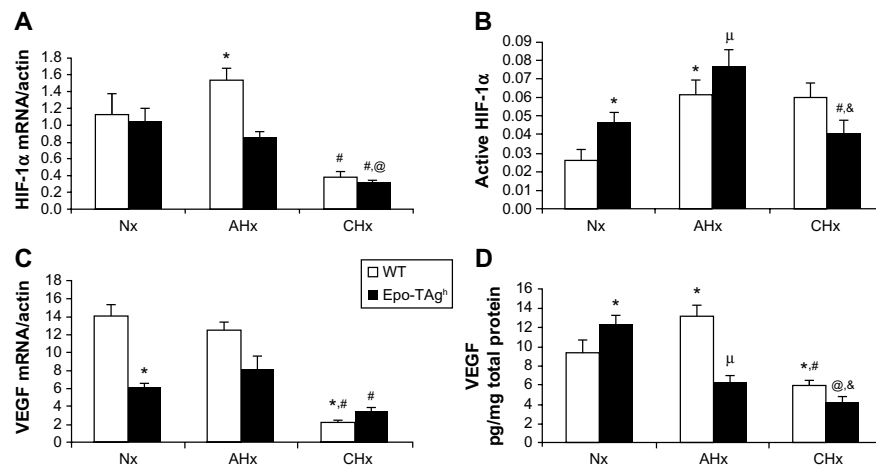 A
HIF-1α mRNA/actin
1.8
1.6
1.4
1.2
1.0
0.8
0.6
0.4
0.2
0.0
*
#
#,@
Nx
AHx
CHx
B
Active HIF-1α
0.09
0.08
0.07
0.06
0.05
0.04
0.03
0.02
0.01
0.00
*
*
µ
#,&
Nx
AHx
CHx
C
VEGF mRNA/actin
18
16
14
12
10
8
6
4
2
0
*
*,#
#
Nx
AHx
CHx
WT
Epo-TAgʰ
D
VEGF
pg/mg total protein
16
14
12
10
8
6
4
2
0
*
*
µ
*,#
@,&
Nx
AHx
CHx